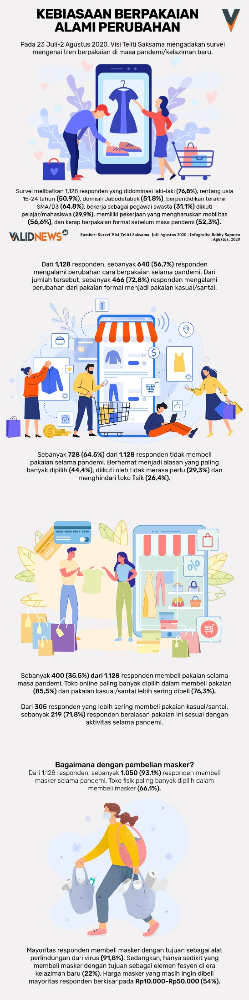 KEBIASAAN BERPAKAIAN
ALAMI PERUBAHAN
Pada 23 Juli-2 Agustus 2020, Visi Teliti Saksama mengadakan survei
mengenai tren berpakaian di masa pandemi/kelaziman baru.
Survei melibatkan 1,128 responden yang didominasi laki-laki (76,8%), rentang usia
15-24 tahun (50,9%), domisili Jabodetabek (51,8%), berpendidikan terakhir
SMA/D3 (64,8%), bekerja sebagai pegawai swasta (31,1%) diikuti
pelajar/mahasiswa (29,9%), memiliki pekerjaan yang mengharuskan mobilitas
(56,6%), dan kerap berpakaian formal sebelum masa pandemi (52,3%).
VALIDNEWS.id
Sumber: Survei Visi Teliti Saksama, Juli-Agustus 2020 | Infografis: Bobby Saputra
| Agustus, 2020
Dari 1,128 responden, sebanyak 640 (56,7%) responden
mengalami perubahan cara berpakaian selama pandemi. Dari
jumlah tersebut, sebanyak 466 (72,8%) responden mengalami
perubahan dari pakaian formal menjadi pakaian kasual/santai.
$
$
Sebanyak 728 (64,5%) dari 1,128 responden tidak membeli
pakaian selama pandemi. Berhemat menjadi alasan yang paling
banyak dipilih (44,4%), diikuti oleh tidak merasa perlu (29,3%) dan
menghindari toko fisik (26,4%).
%
Sebanyak 400 (35,5%) dari 1,128 responden membeli pakaian selama
masa pandemi. Toko online paling banyak dipilih dalam membeli pakaian
(85,5%) dan pakaian kasual/santai lebih sering dibeli (76,3%).
Dari 305 responden yang lebih sering membeli pakaian kasual/santai,
sebanyak 219 (71,8%) responden beralasan pakaian ini sesuai dengan
aktivitas selama pandemi.
Bagaimana dengan pembelian masker?
Dari 1,128 responden, sebanyak 1,050 (93,1%) responden membeli
masker selama pandemi. Toko fisik paling banyak dipilih dalam
membeli masker (66,1%).
Mayoritas responden membeli masker dengan tujuan sebagai alat
perlindungan dari virus (91,8%). Sedangkan, hanya sedikit yang
membeli masker dengan tujuan sebagai elemen fesyen di era
kelaziman baru (22%). Harga masker yang masih ingin dibeli
mayoritas responden berkisar pada Rp10.000-Rp50.000 (54%).